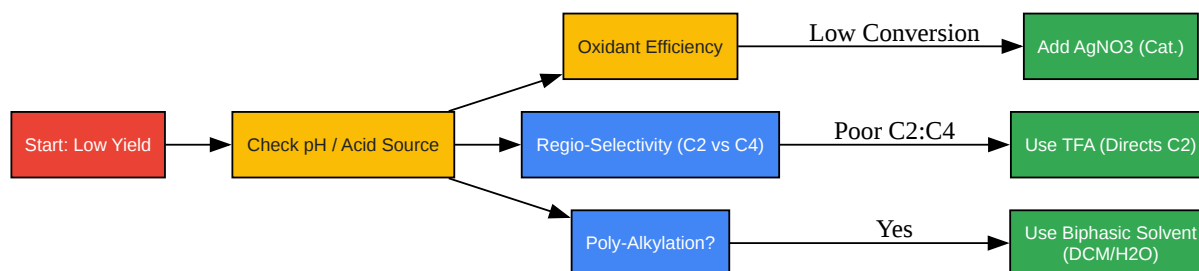 Oxidant Efficiency
Low Conversion
Add AgNO3 (Cat.)
Start: Low Yield
Check pH / Acid Source
Regio-Selectivity (C2 vs C4)
Poor C2:C4
Use TFA (Directs C2)
Poly-Alkylation?
Yes
Use Biphasic Solvent
(DCM/H2O)